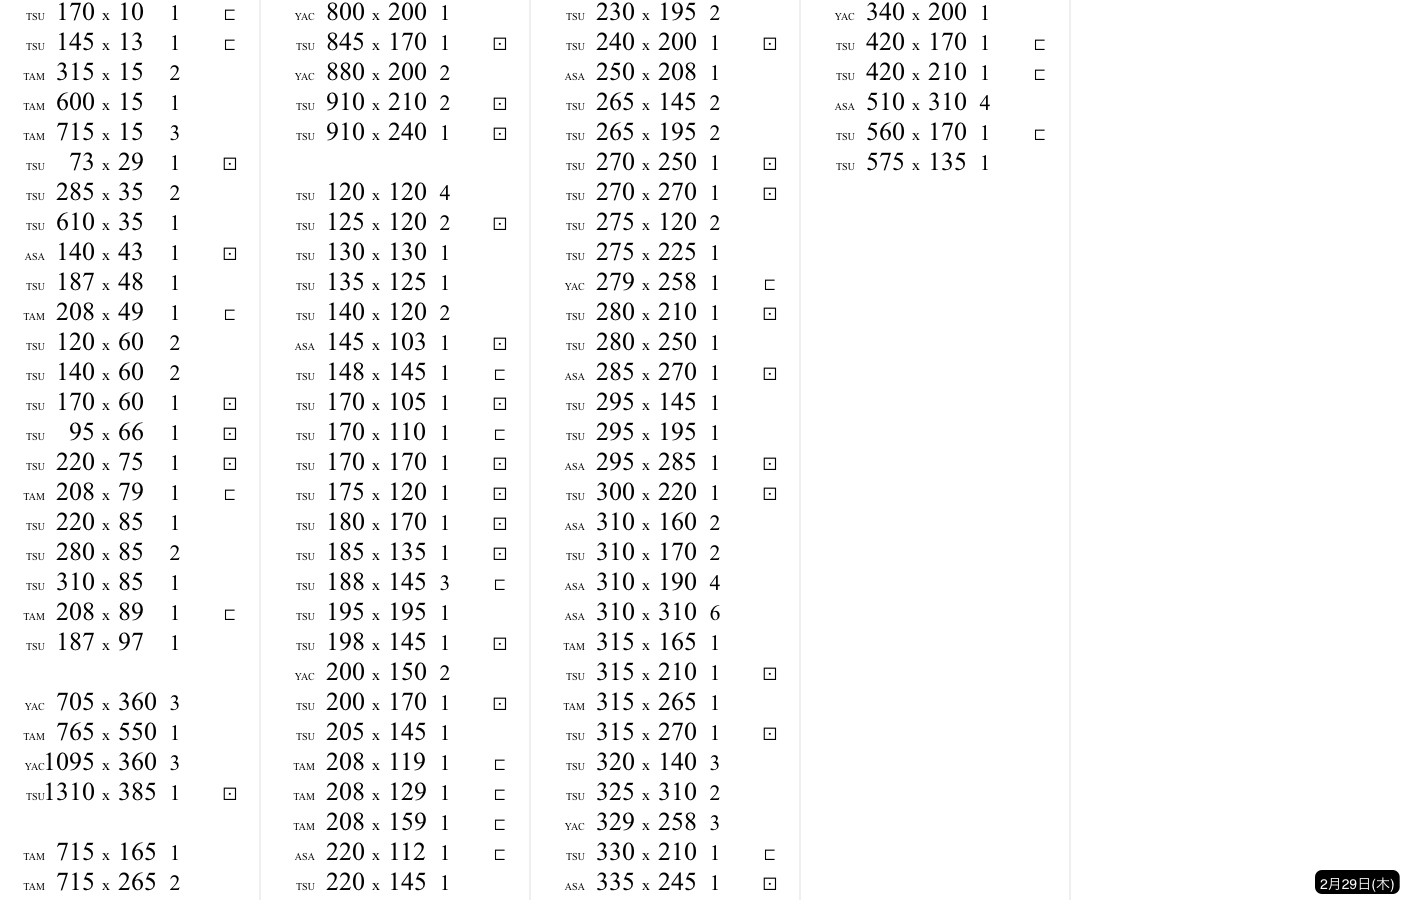 TSU 170 x 10 1 ⊏
TSU 145 x 13 1 ⊏
TAM 315 x 15 2
TAM 600 x 15 1
TAM 715 x 15 3
TSU 73 x 29 1 ⊡
TSU 285 x 35 2
TSU 610 x 35 1
ASA 140 x 43 1 ⊡
TSU 187 x 48 1
TAM 208 x 49 1 ⊏
TSU 120 x 60 2
TSU 140 x 60 2
TSU 170 x 60 1 ⊡
TSU 95 x 66 1 ⊡
TSU 220 x 75 1 ⊡
TAM 208 x 79 1 ⊏
TSU 220 x 85 1
TSU 280 x 85 2
TSU 310 x 85 1
TAM 208 x 89 1 ⊏
TSU 187 x 97 1
YAC 705 x 360 3
TAM 765 x 550 1
YAC 1095 x 360 3
TSU 1310 x 385 1 ⊡
TAM 715 x 165 1
TAM 715 x 265 2
YAC 800 x 200 1
TSU 845 x 170 1 ⊡
YAC 880 x 200 2
TSU 910 x 210 2 ⊡
TSU 910 x 240 1 ⊡
TSU 120 x 120 4
TSU 125 x 120 2 ⊡
TSU 130 x 130 1
TSU 135 x 125 1
TSU 140 x 120 2
ASA 145 x 103 1 ⊡
TSU 148 x 145 1 ⊏
TSU 170 x 105 1 ⊡
TSU 170 x 110 1 ⊏
TSU 170 x 170 1 ⊡
TSU 175 x 120 1 ⊡
TSU 180 x 170 1 ⊡
TSU 185 x 135 1 ⊡
TSU 188 x 145 3 ⊏
TSU 195 x 195 1
TSU 198 x 145 1 ⊡
YAC 200 x 150 2
TSU 200 x 170 1 ⊡
TSU 205 x 145 1
TAM 208 x 119 1 ⊏
TAM 208 x 129 1 ⊏
TAM 208 x 159 1 ⊏
ASA 220 x 112 1 ⊏
TSU 220 x 145 1
TSU 230 x 195 2
TSU 240 x 200 1 ⊡
ASA 250 x 208 1
TSU 265 x 145 2
TSU 265 x 195 2
TSU 270 x 250 1 ⊡
TSU 270 x 270 1 ⊡
TSU 275 x 120 2
TSU 275 x 225 1
YAC 279 x 258 1 ⊏
TSU 280 x 210 1 ⊡
TSU 280 x 250 1
ASA 285 x 270 1 ⊡
TSU 295 x 145 1
TSU 295 x 195 1
ASA 295 x 285 1 ⊡
TSU 300 x 220 1 ⊡
ASA 310 x 160 2
TSU 310 x 170 2
ASA 310 x 190 4
ASA 310 x 310 6
TAM 315 x 165 1
TSU 315 x 210 1 ⊡
TAM 315 x 265 1
TSU 315 x 270 1 ⊡
TSU 320 x 140 3
TSU 325 x 310 2
YAC 329 x 258 3
TSU 330 x 210 1 ⊏
ASA 335 x 245 1 ⊡
YAC 340 x 200 1
TSU 420 x 170 1 ⊏
TSU 420 x 210 1 ⊏
ASA 510 x 310 4
TSU 560 x 170 1 ⊏
TSU 575 x 135 1
2月29日(木)